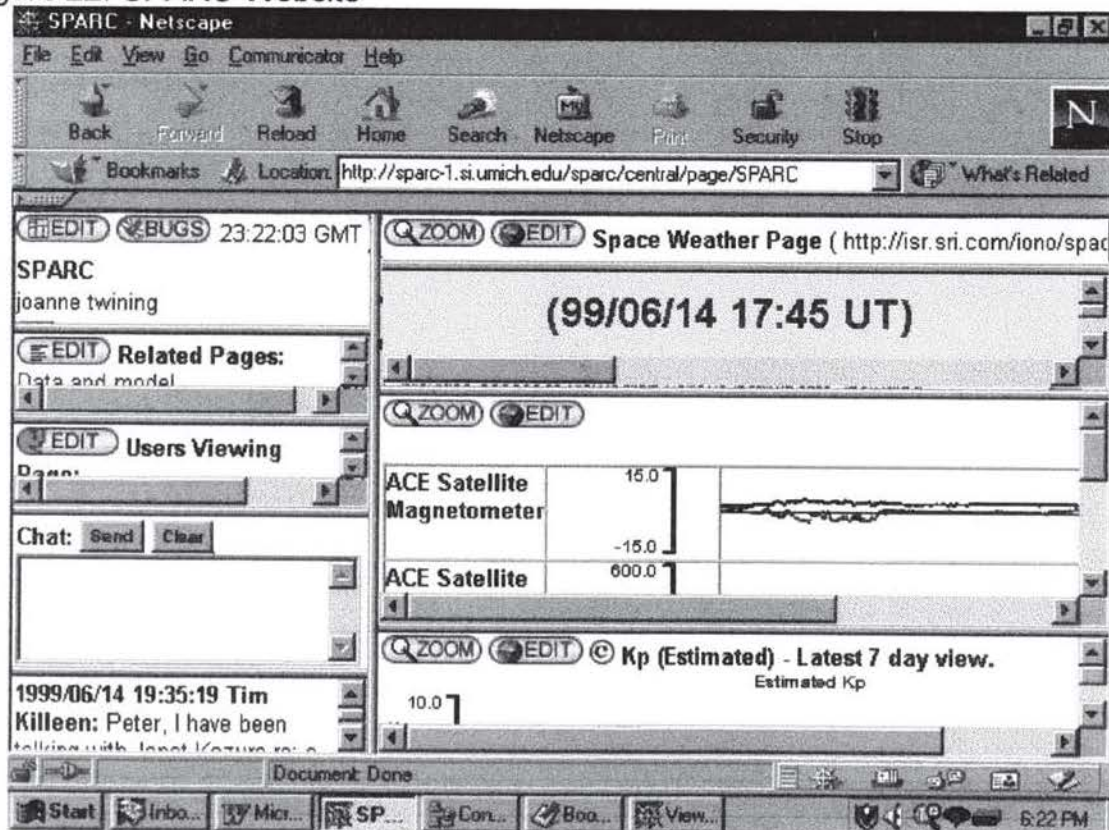 SPARC - Netscape
File Edit View Go Communicator Help
Back Forward Reload Home Search Netscape Print Security Stop
N
Bookmarks Location: http://sparc-1.si.umich.edu/sparc/central/page/SPARC What's Related
EDIT BUGS 23:22:03 GMT
SPARC
joanne twining
EDIT Related Pages:
Data and model
EDIT Users Viewing
Page:
Chat: Send Clear
1999/06/14 19:35:19 Tim
Killeen: Peter, I have been
talking with Janet Kozyra re: a
ZOOM EDIT Space Weather Page ( http://isr.sri.com/iono/spac
(99/06/14 17:45 UT)
ZOOM EDIT
ACE Satellite
Magnetometer
15.0
-15.0
ACE Satellite
600.0
ZOOM EDIT © Kp (Estimated) - Latest 7 day view.
Estimated Kp
10.0
Document: Done
Start Inbo... Micr... SP... Con... Boo... View... 6:22 PM